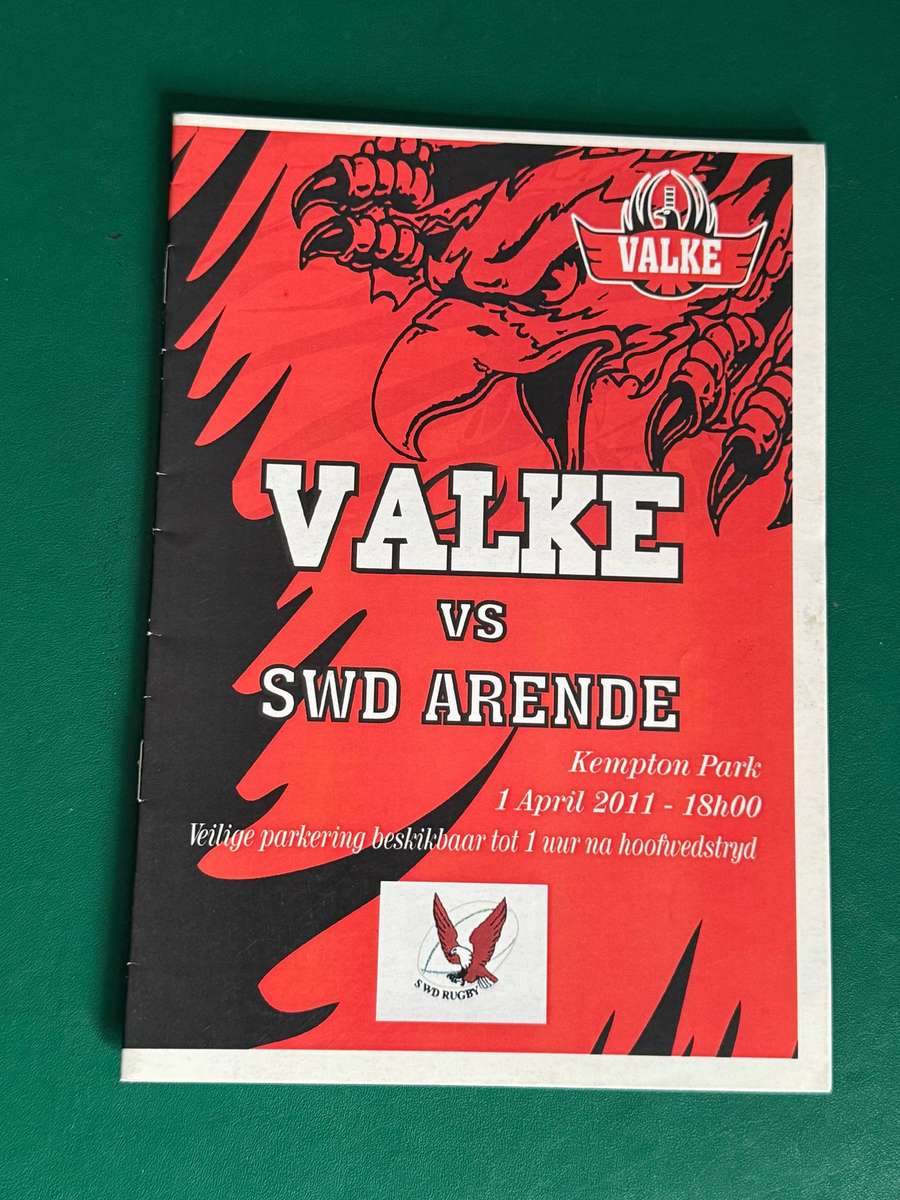 VALKE
VALKE
VS
SWD ARENDE
Kempton Park
1 April 2011 - 18h00
Veilige parkering beskikbaar tot 1 uur na hoofwedstryd
SWD RUGBY